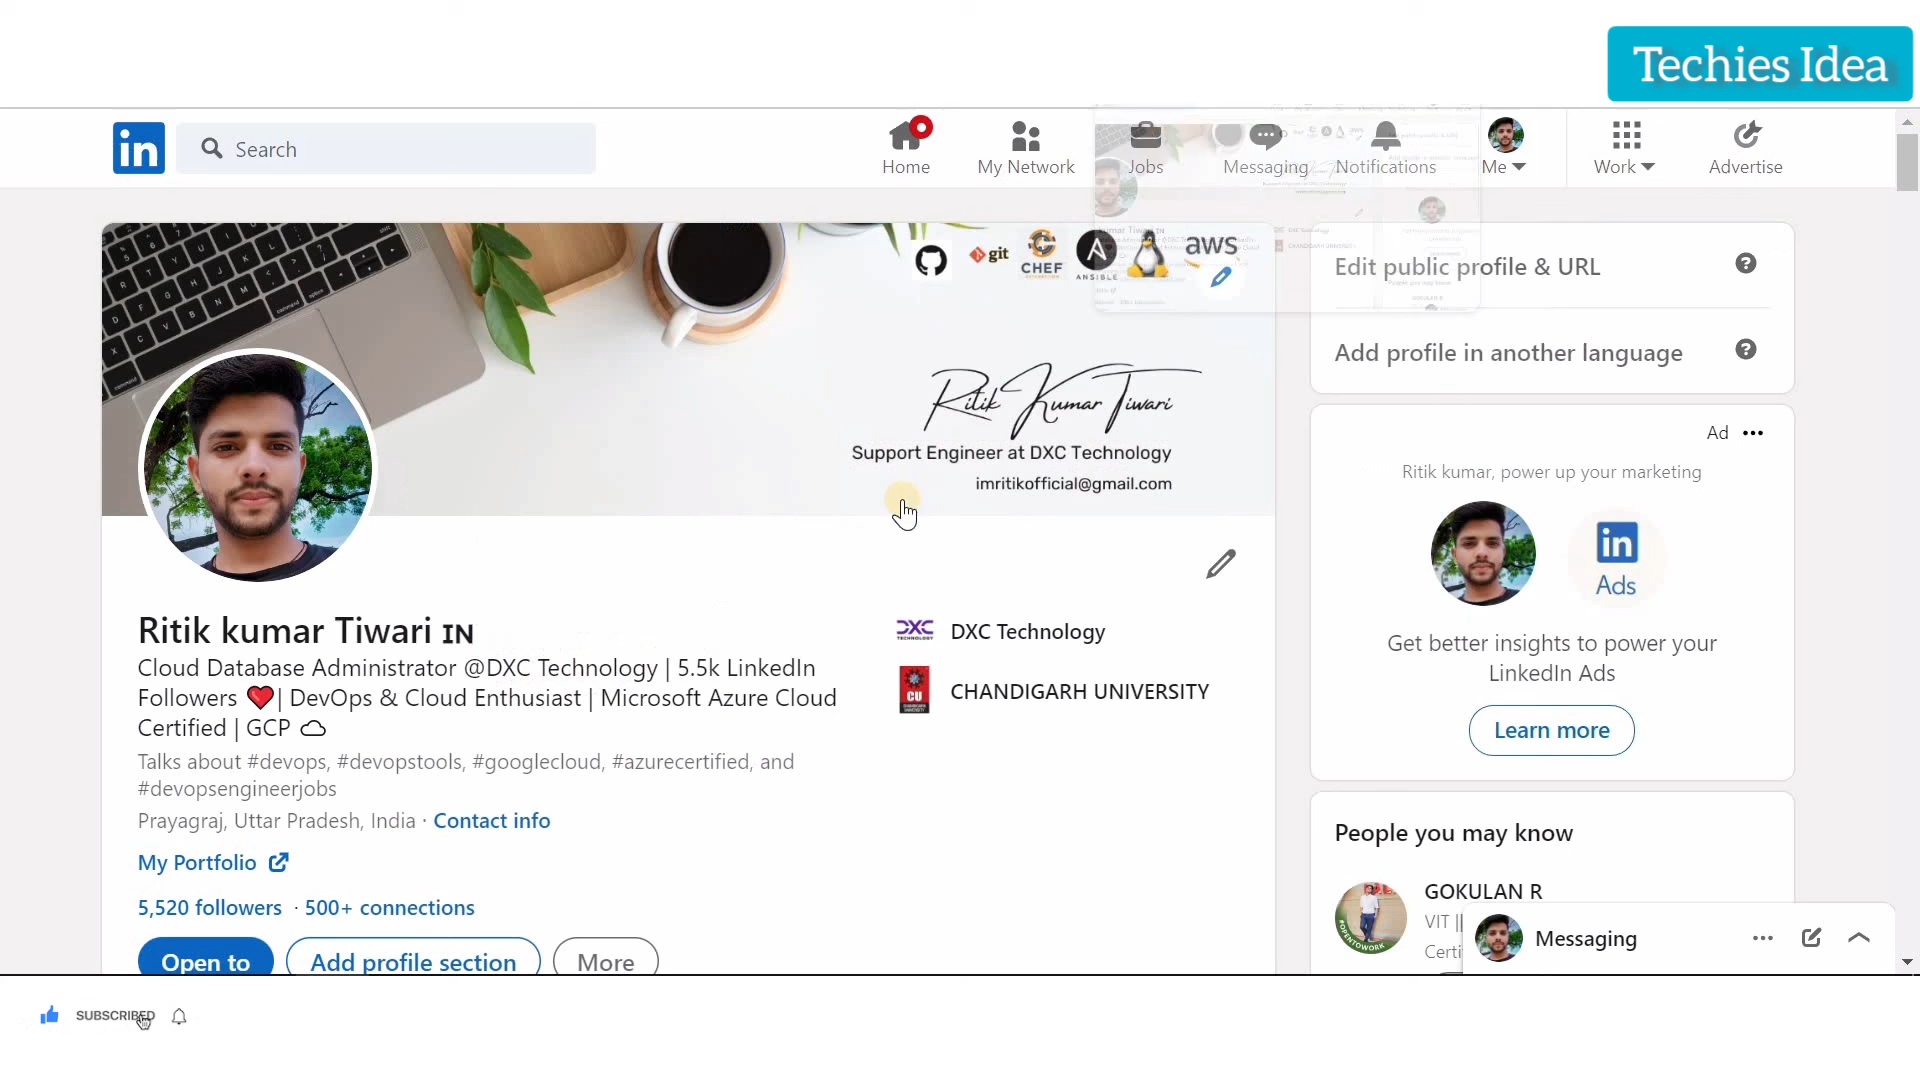 Techies Idea
in
Search
Home
My Network
Jobs
Messaging
Notifications
Me
Work
Advertise
git
CHEF
ANSIBLE
aws
Ritik Kumar Tiwari
Support Engineer at DXC Technology
imritikofficial@gmail.com
Ritik kumar Tiwari IN
Cloud Database Administrator @DXC Technology | 5.5k LinkedIn
Followers ❤️| DevOps & Cloud Enthusiast | Microsoft Azure Cloud
Certified | GCP ☁
Talks about #devops, #devopstools, #googlecloud, #azurecertified, and
#devopsengineerjobs
Prayagraj, Uttar Pradesh, India · Contact info
My Portfolio
5,520 followers · 500+ connections
Open to
Add profile section
More
DXC TECHNOLOGY
DXC Technology
CU
CHANDIGARH UNIVERSITY
Edit public profile & URL
Add profile in another language
Ad
Ritik kumar, power up your marketing
in
Ads
Get better insights to power your
LinkedIn Ads
Learn more
People you may know
GOKULAN R
VIT ||
Certi
#OPENTOWORK
Messaging
SUBSCRIBED